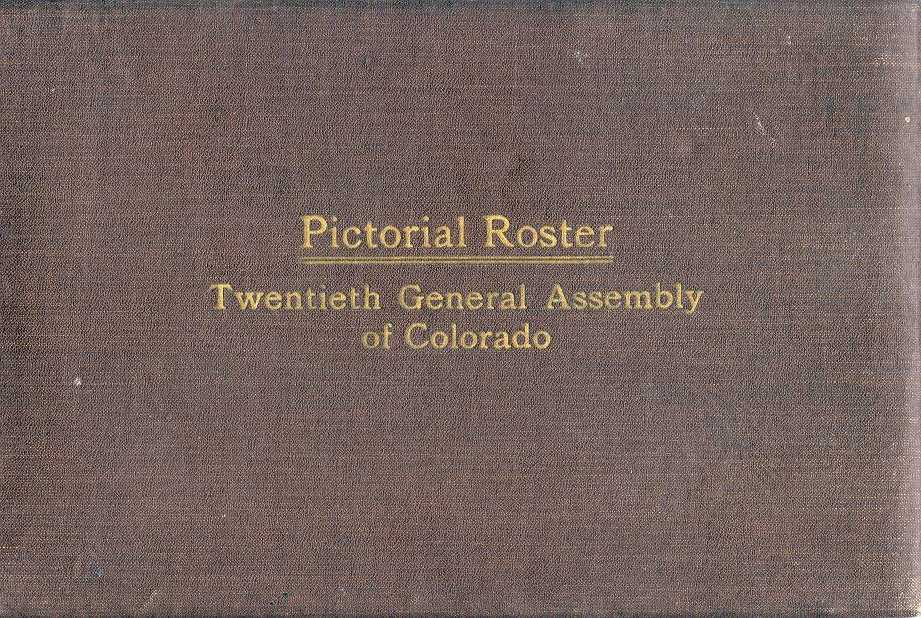 Pictorial Roster
Twentieth General Assembly
of Colorado